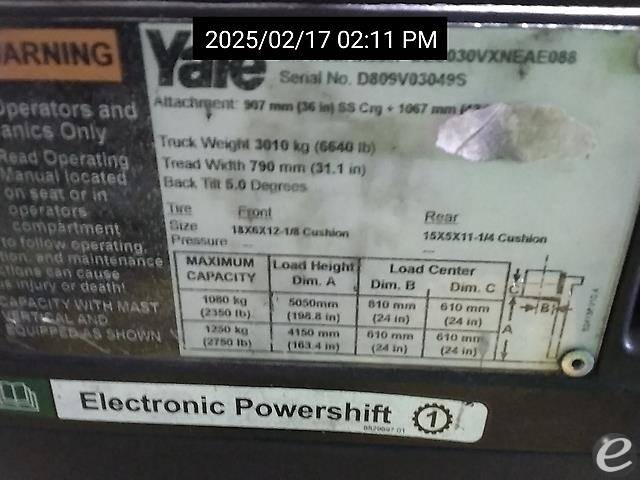 2025/02/17 02:11 PM
WARNING
Operators and
Only
Read Operating
Manual located
on seat or in
operators
compartment
to follow operating,
and maintenance
can cause
injury or death!
CAPACITY WITH MAST
VERTICAL AND
EQUIPPED AS SHOWN
Yale
030VXNEAE088
Serial No. D809V03049S
Attachment: 907 mm (36 in) SS Crg + 1067 mm
Truck Weight 3010 kg (6640 lb)
Tread Width 790 mm (31.1 in)
Back Tilt 5.0 Degrees
Tire Front Rear
Size 18X6X12-1/8 Cushion 15X5X11-1/4 Cushion
Pressure -- --
MAXIMUM CAPACITY Load Height Dim. A Load Center Dim. B Dim. C
1060 kg (2350 lb) 5050mm (198.8 in) 610 mm (24 in) 610 mm (24 in)
1250 kg (2750 lb) 4150 mm (163.4 in) 610 mm (24 in) 610 mm (24 in)
C
B
A
Electronic Powershift 1
e